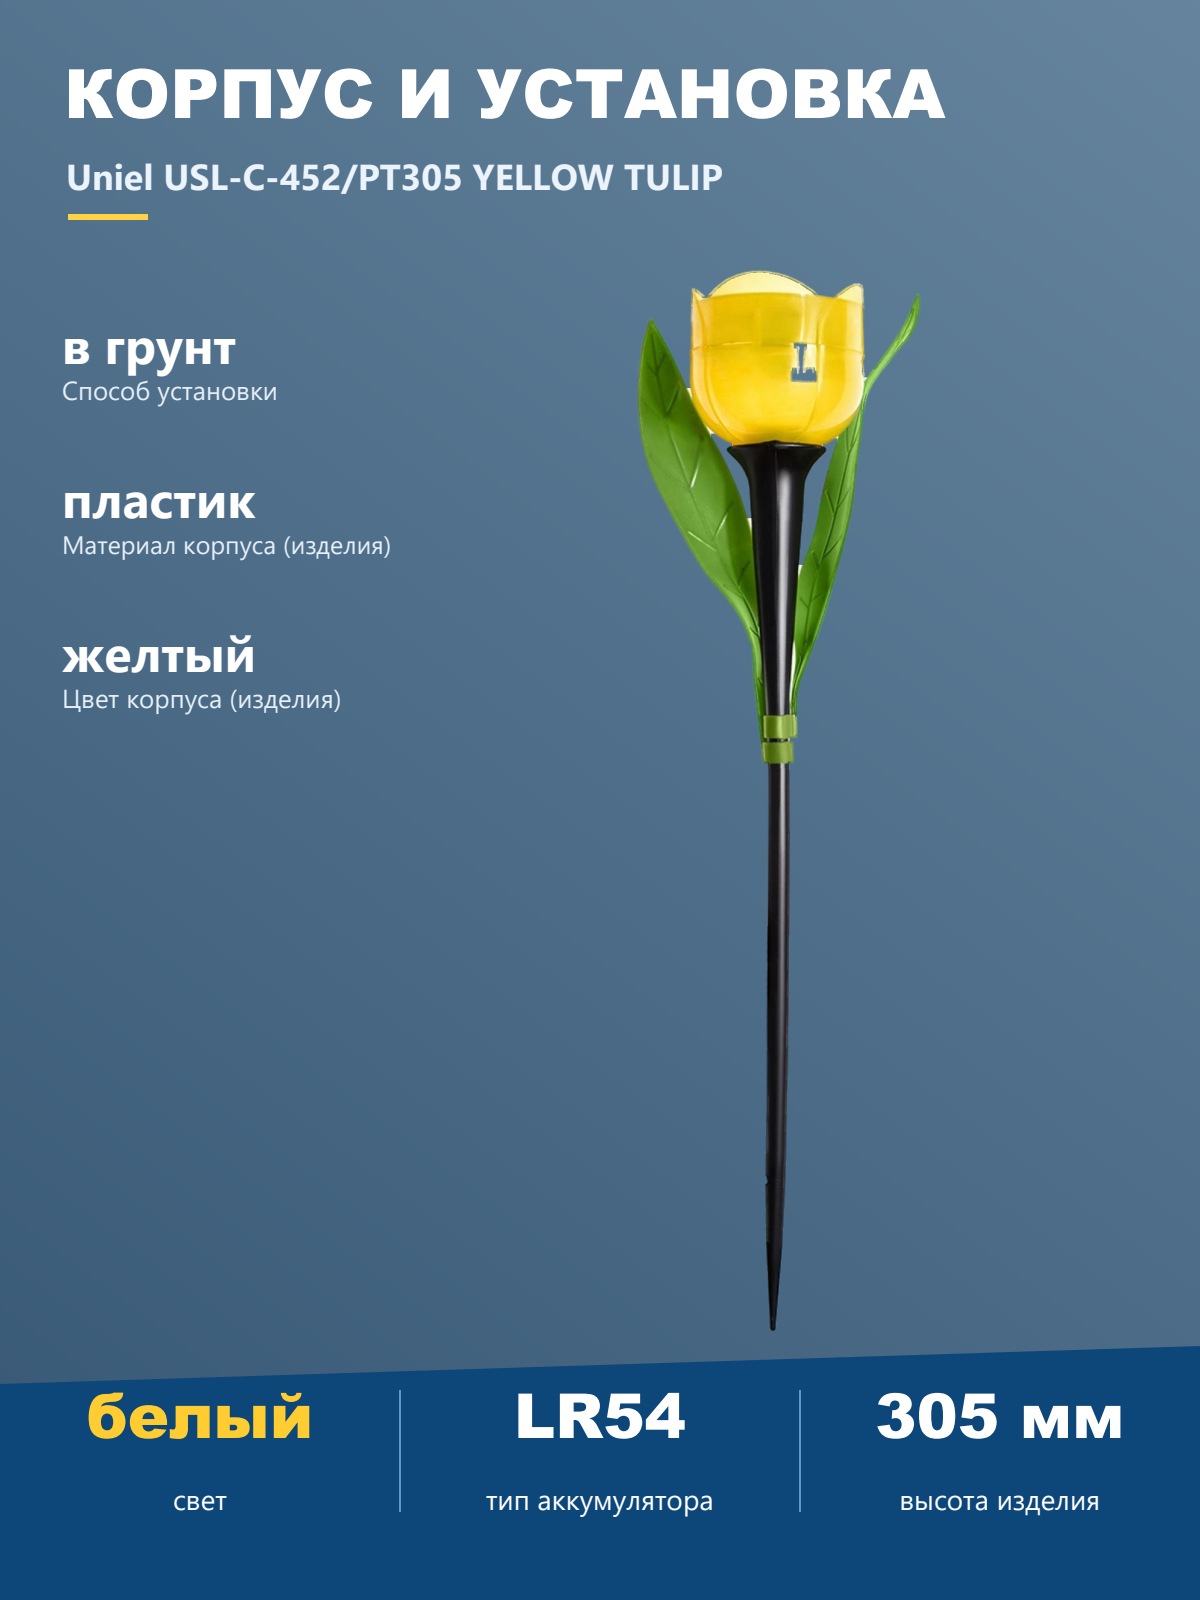 КОРПУС И УСТАНОВКА
Uniel USL-C-452/PT305 YELLOW TULIP
в грунт
Способ установки
пластик
Материал корпуса (изделия)
желтый
Цвет корпуса (изделия)
белый
свет
LR54
тип аккумулятора
305 мм
высота изделия